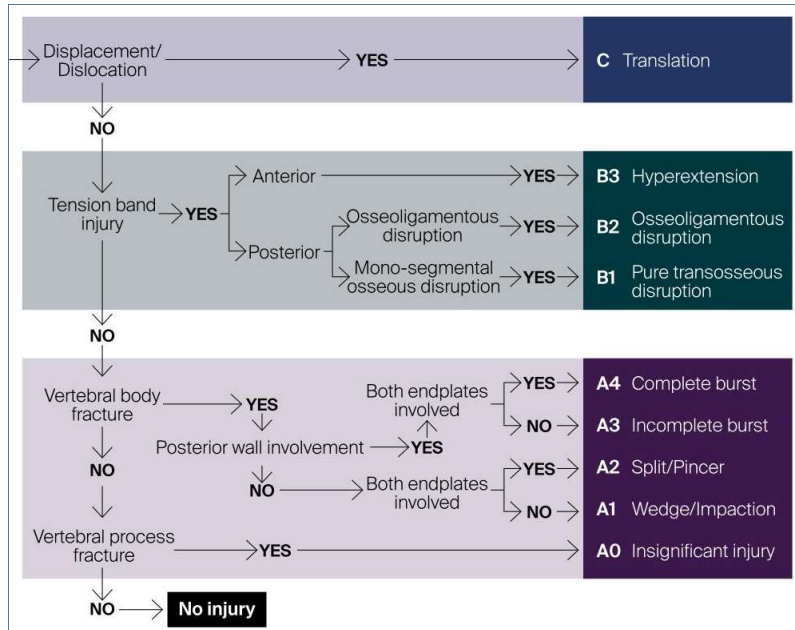 Displacement/
Dislocation
YES
C Translation
NO
Tension band
injury
YES
Anterior
YES
B3 Hyperextension
Posterior
Osseoligamentous
disruption
YES
B2 Osseoligamentous
disruption
Mono-segmental
osseous disruption
YES
B1 Pure transosseous
disruption
NO
Vertebral body
fracture
YES
Posterior wall involvement
YES
Both endplates
involved
YES
A4 Complete burst
NO
A3 Incomplete burst
NO
Both endplates
involved
YES
A2 Split/Pincer
NO
A1 Wedge/Impaction
NO
Vertebral process
fracture
YES
A0 Insignificant injury
NO
No injury